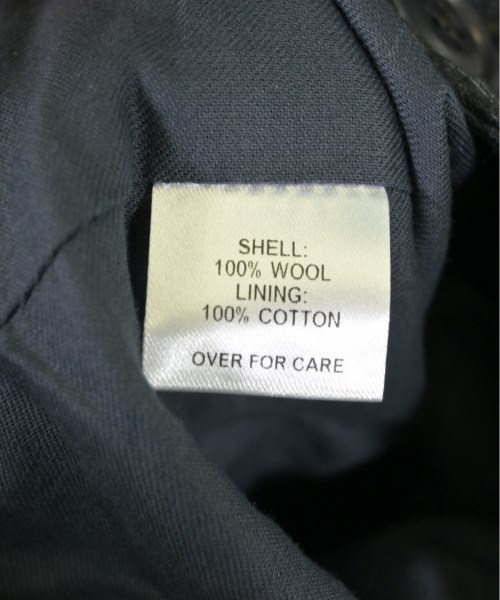 SHELL:
100% WOOL
LINING:
100% COTTON
OVER FOR CARE